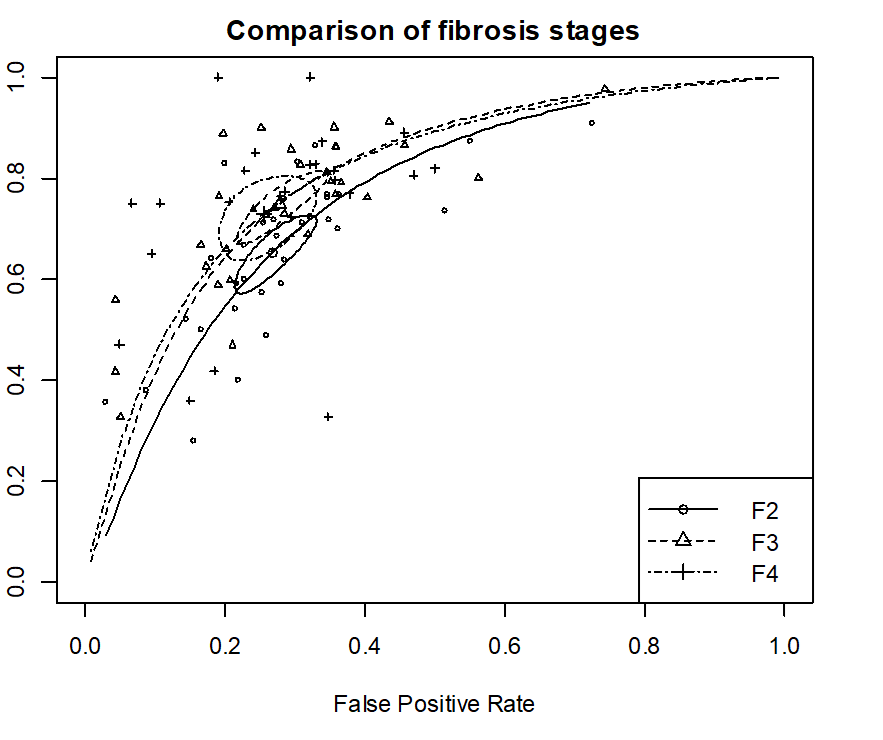 Comparison of fibrosis stages
1.0
0.8
0.6
0.4
0.2
0.0
F2
F3
F4
0.0 0.2 0.4 0.6 0.8 1.0
False Positive Rate